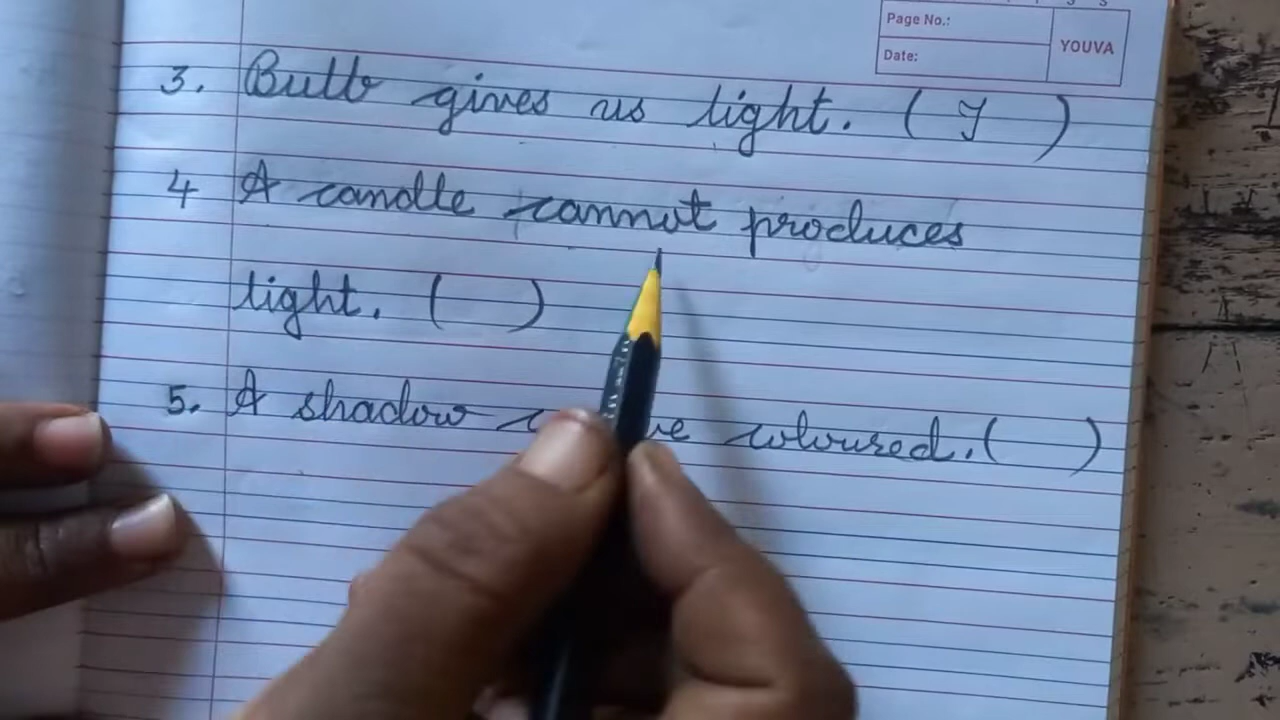 Page No.:
Date:
YOUVA
3. Bulb gives us light. ( T )
4 A candle cannot produces
light. ( )
5. A shadow coloured. ( )